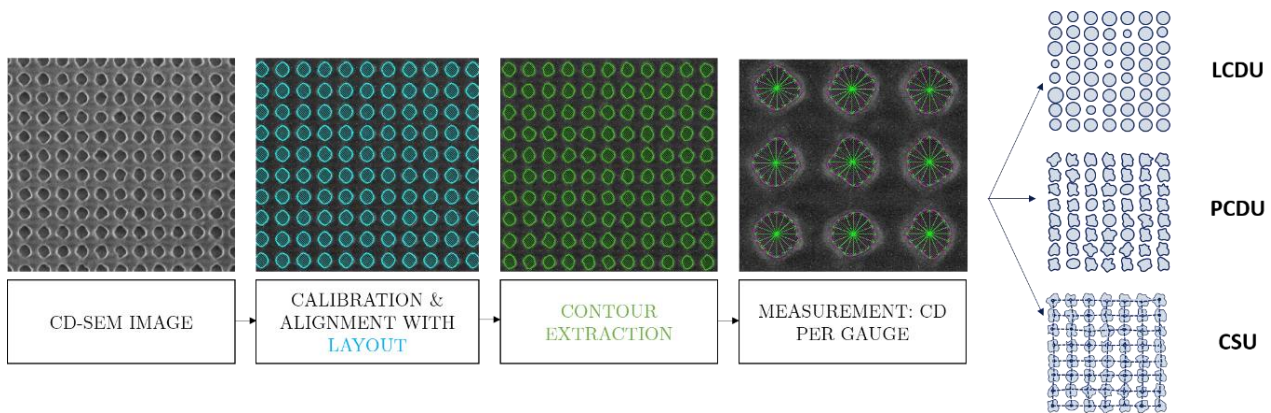 LCDU
PCDU
CSU
CD-SEM IMAGE
CALIBRATION &
ALIGNMENT WITH
LAYOUT
CONTOUR
EXTRACTION
MEASUREMENT: CD
PER GAUGE